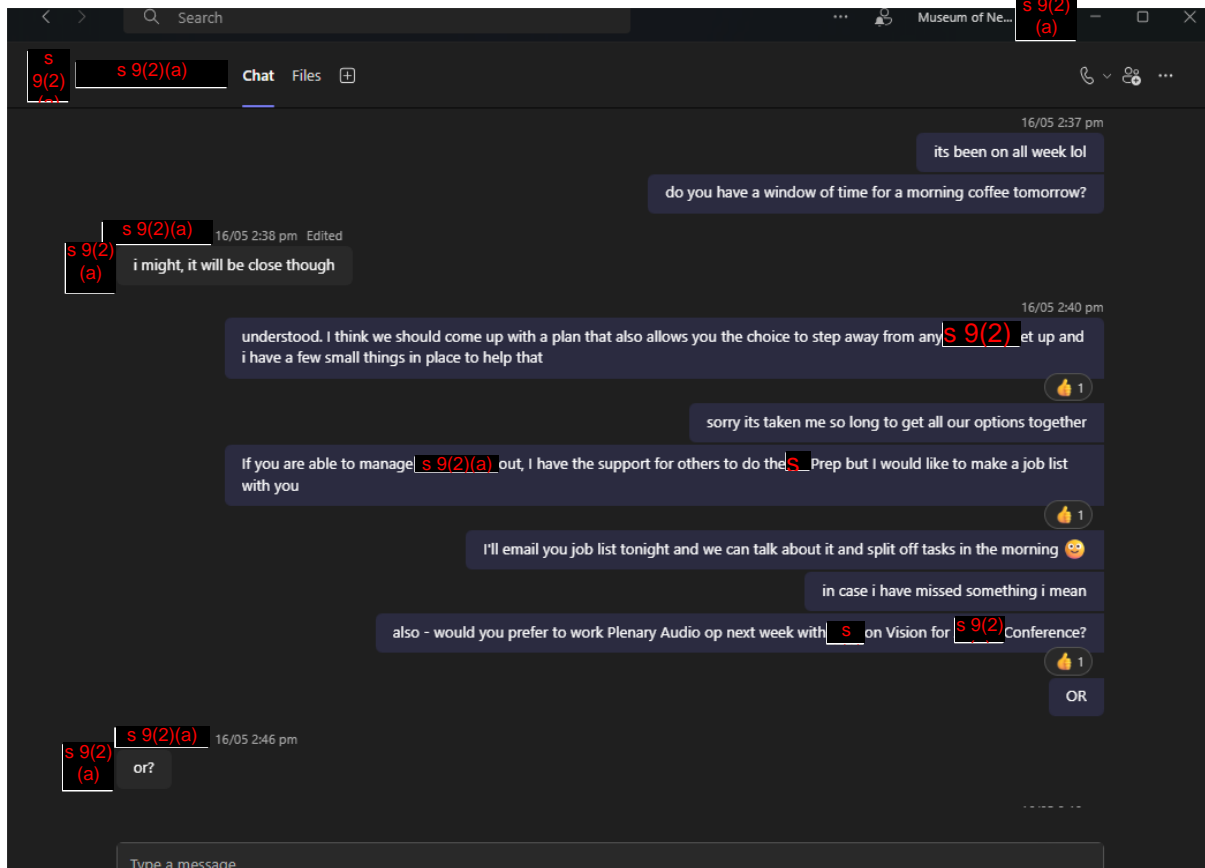 Search
Museum of Ne...
s 9(2)
(a)
s
9(2)
s 9(2)(a)
Chat Files
16/05 2:37 pm
its been on all week lol
do you have a window of time for a morning coffee tomorrow?
s 9(2)(a) 16/05 2:38 pm Edited
s 9(2)
(a)
i might, it will be close though
16/05 2:40 pm
understood. I think we should come up with a plan that also allows you the choice to step away from any s 9(2) et up and
i have a few small things in place to help that
1
sorry its taken me so long to get all our options together
If you are able to manage s 9(2)(a) out, I have the support for others to do the S Prep but I would like to make a job list
with you
1
I'll email you job list tonight and we can talk about it and split off tasks in the morning
in case i have missed something i mean
also - would you prefer to work Plenary Audio op next week with s on Vision for s 9(2) Conference?
1
OR
s 9(2)(a) 16/05 2:46 pm
s 9(2)
(a)
or?
Type a message